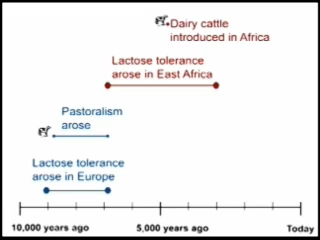 Dairy cattle
introduced in Africa
Lactose tolerance
arose in East Africa
Pastoralism
arose
Lactose tolerance
arose in Europe
10,000 years ago
5,000 years ago
Today